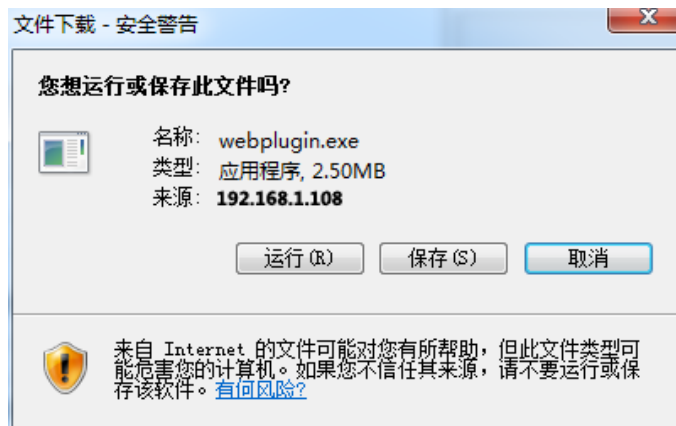 文件下载 - 安全警告
X
您想运行或保存此文件吗?
名称: webplugin.exe
类型: 应用程序, 2.50MB
来源: 192.168.1.108
运行(R) 保存(S) 取消
来自 Internet 的文件可能对您有所帮助，但此文件类型可
能危害您的计算机。如果您不信任其来源，请不要运行或保
存该软件。有何风险?